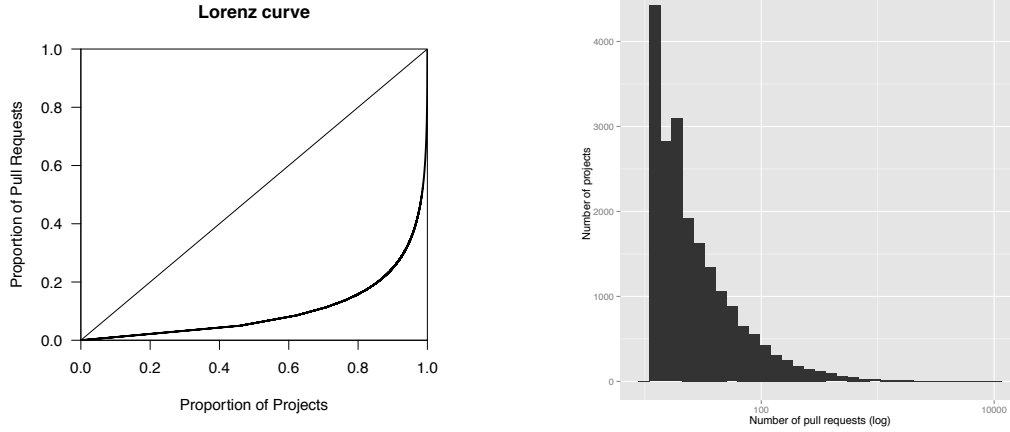 Lorenz curve
Proportion of Pull Requests
1.0
0.8
0.6
0.4
0.2
0.0
0.0 0.2 0.4 0.6 0.8 1.0
Proportion of Projects
Number of projects
4000
3000
2000
1000
0
100 10000
Number of pull requests (log)